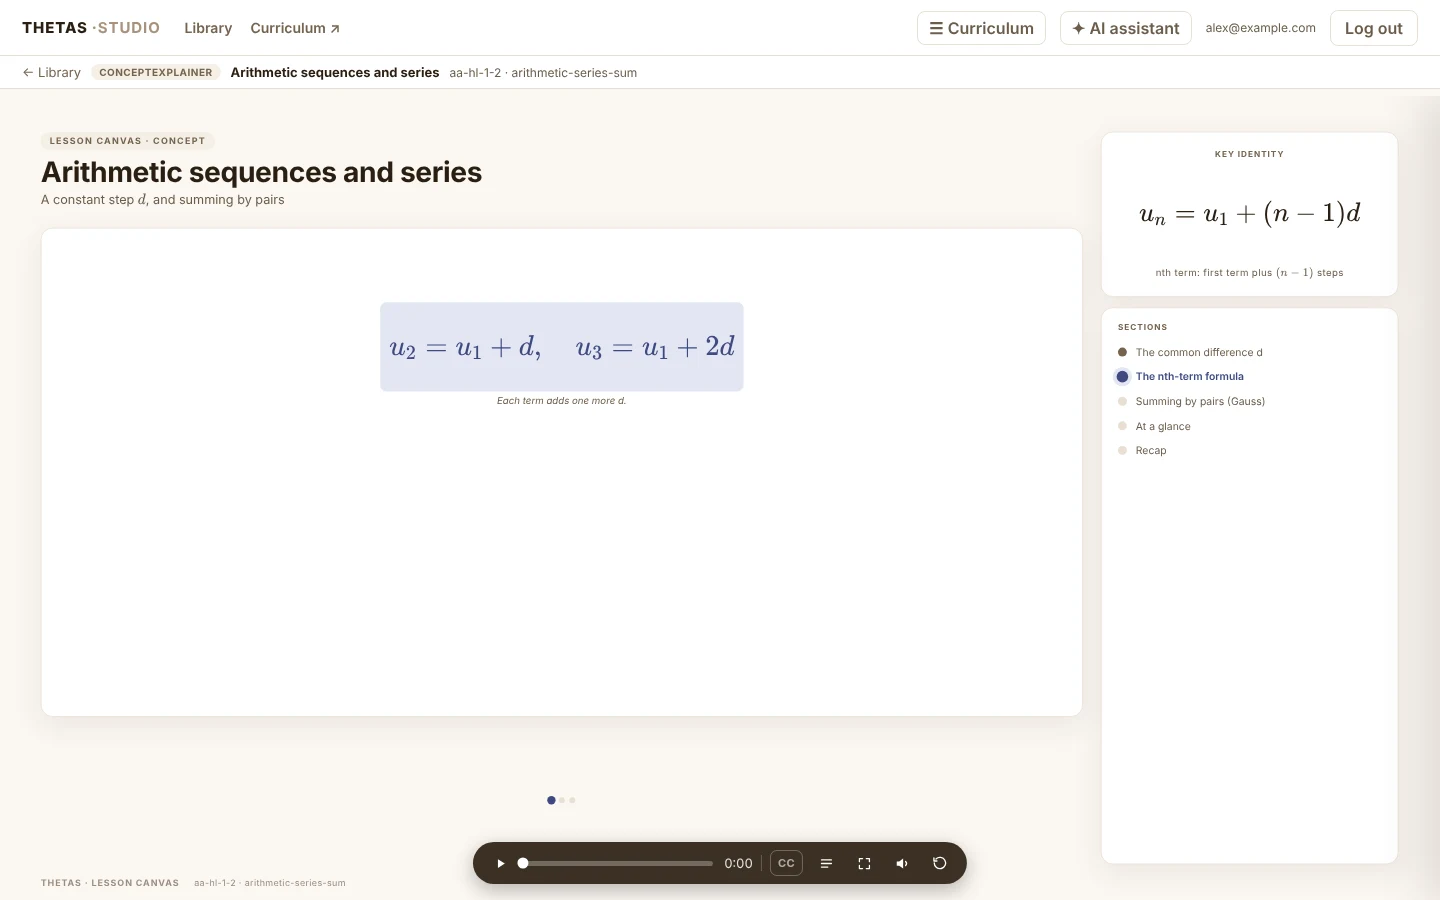 THETAS ·STUDIO Library Curriculum ↗ ☰ Curriculum ✦ AI assistant alex@example.com Log out
← Library CONCEPTEXPLAINER Arithmetic sequences and series aa-hl-1-2 · arithmetic-series-sum
LESSON CANVAS · CONCEPT
Arithmetic sequences and series
A constant step d, and summing by pairs
u₂ = u₁ + d, u₃ = u₁ + 2d
Each term adds one more d.
KEY IDENTITY
uₙ = u₁ + (n − 1)d
nth term: first term plus (n − 1) steps
SECTIONS
The common difference d
The nth-term formula
Summing by pairs (Gauss)
At a glance
Recap
0:00 CC
THETAS · LESSON CANVAS aa-hl-1-2 · arithmetic-series-sum